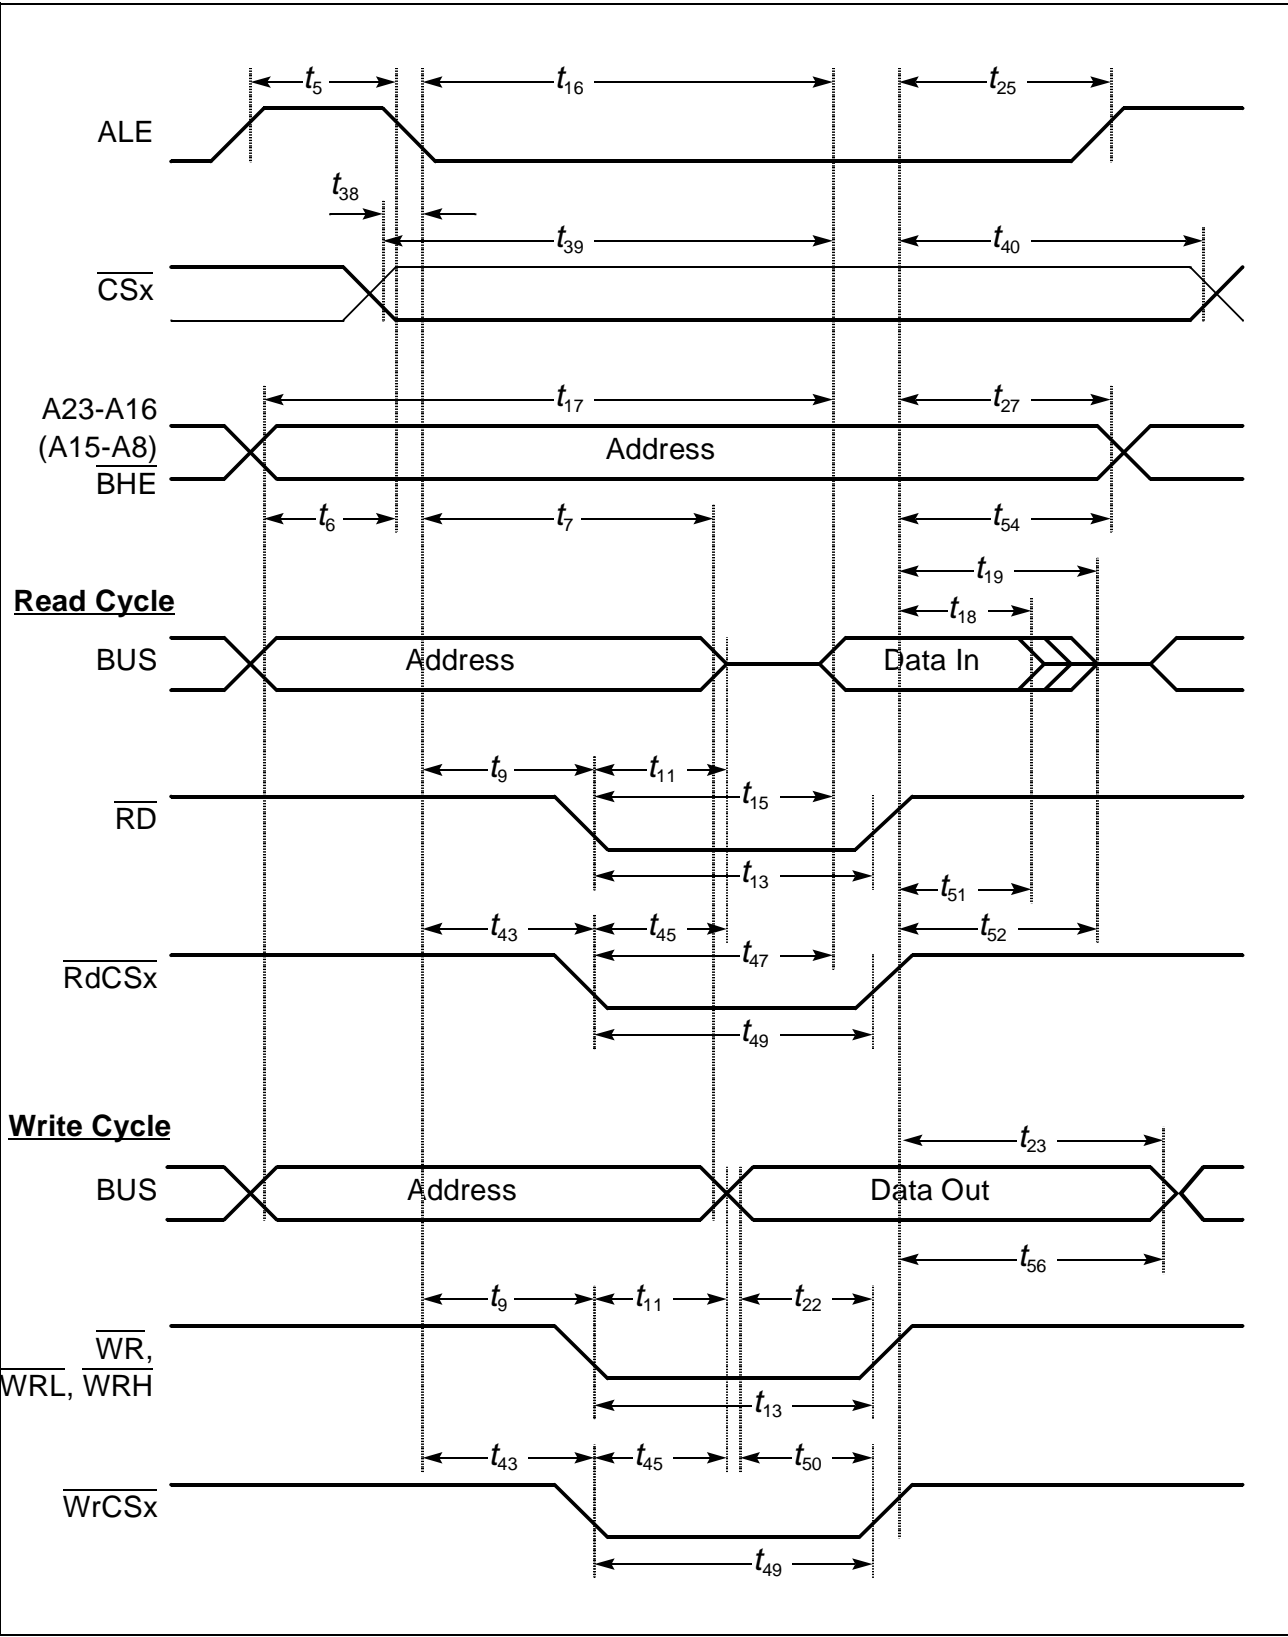 t5 t16 t25
ALE
t38
t39 t40
CSx
t17 t27
A23-A16
(A15-A8)
Address
BHE
t6 t7 t54
t19
Read Cycle
t18
BUS Address Data In
t9 t11
t15
RD
t13
t51
t43 t45 t52
t47
RdCSx
t49
Write Cycle
t23
BUS Address Data Out
t56
t9 t11 t22
WR,
WRL, WRH
t13
t43 t45 t50
WrCSx
t49